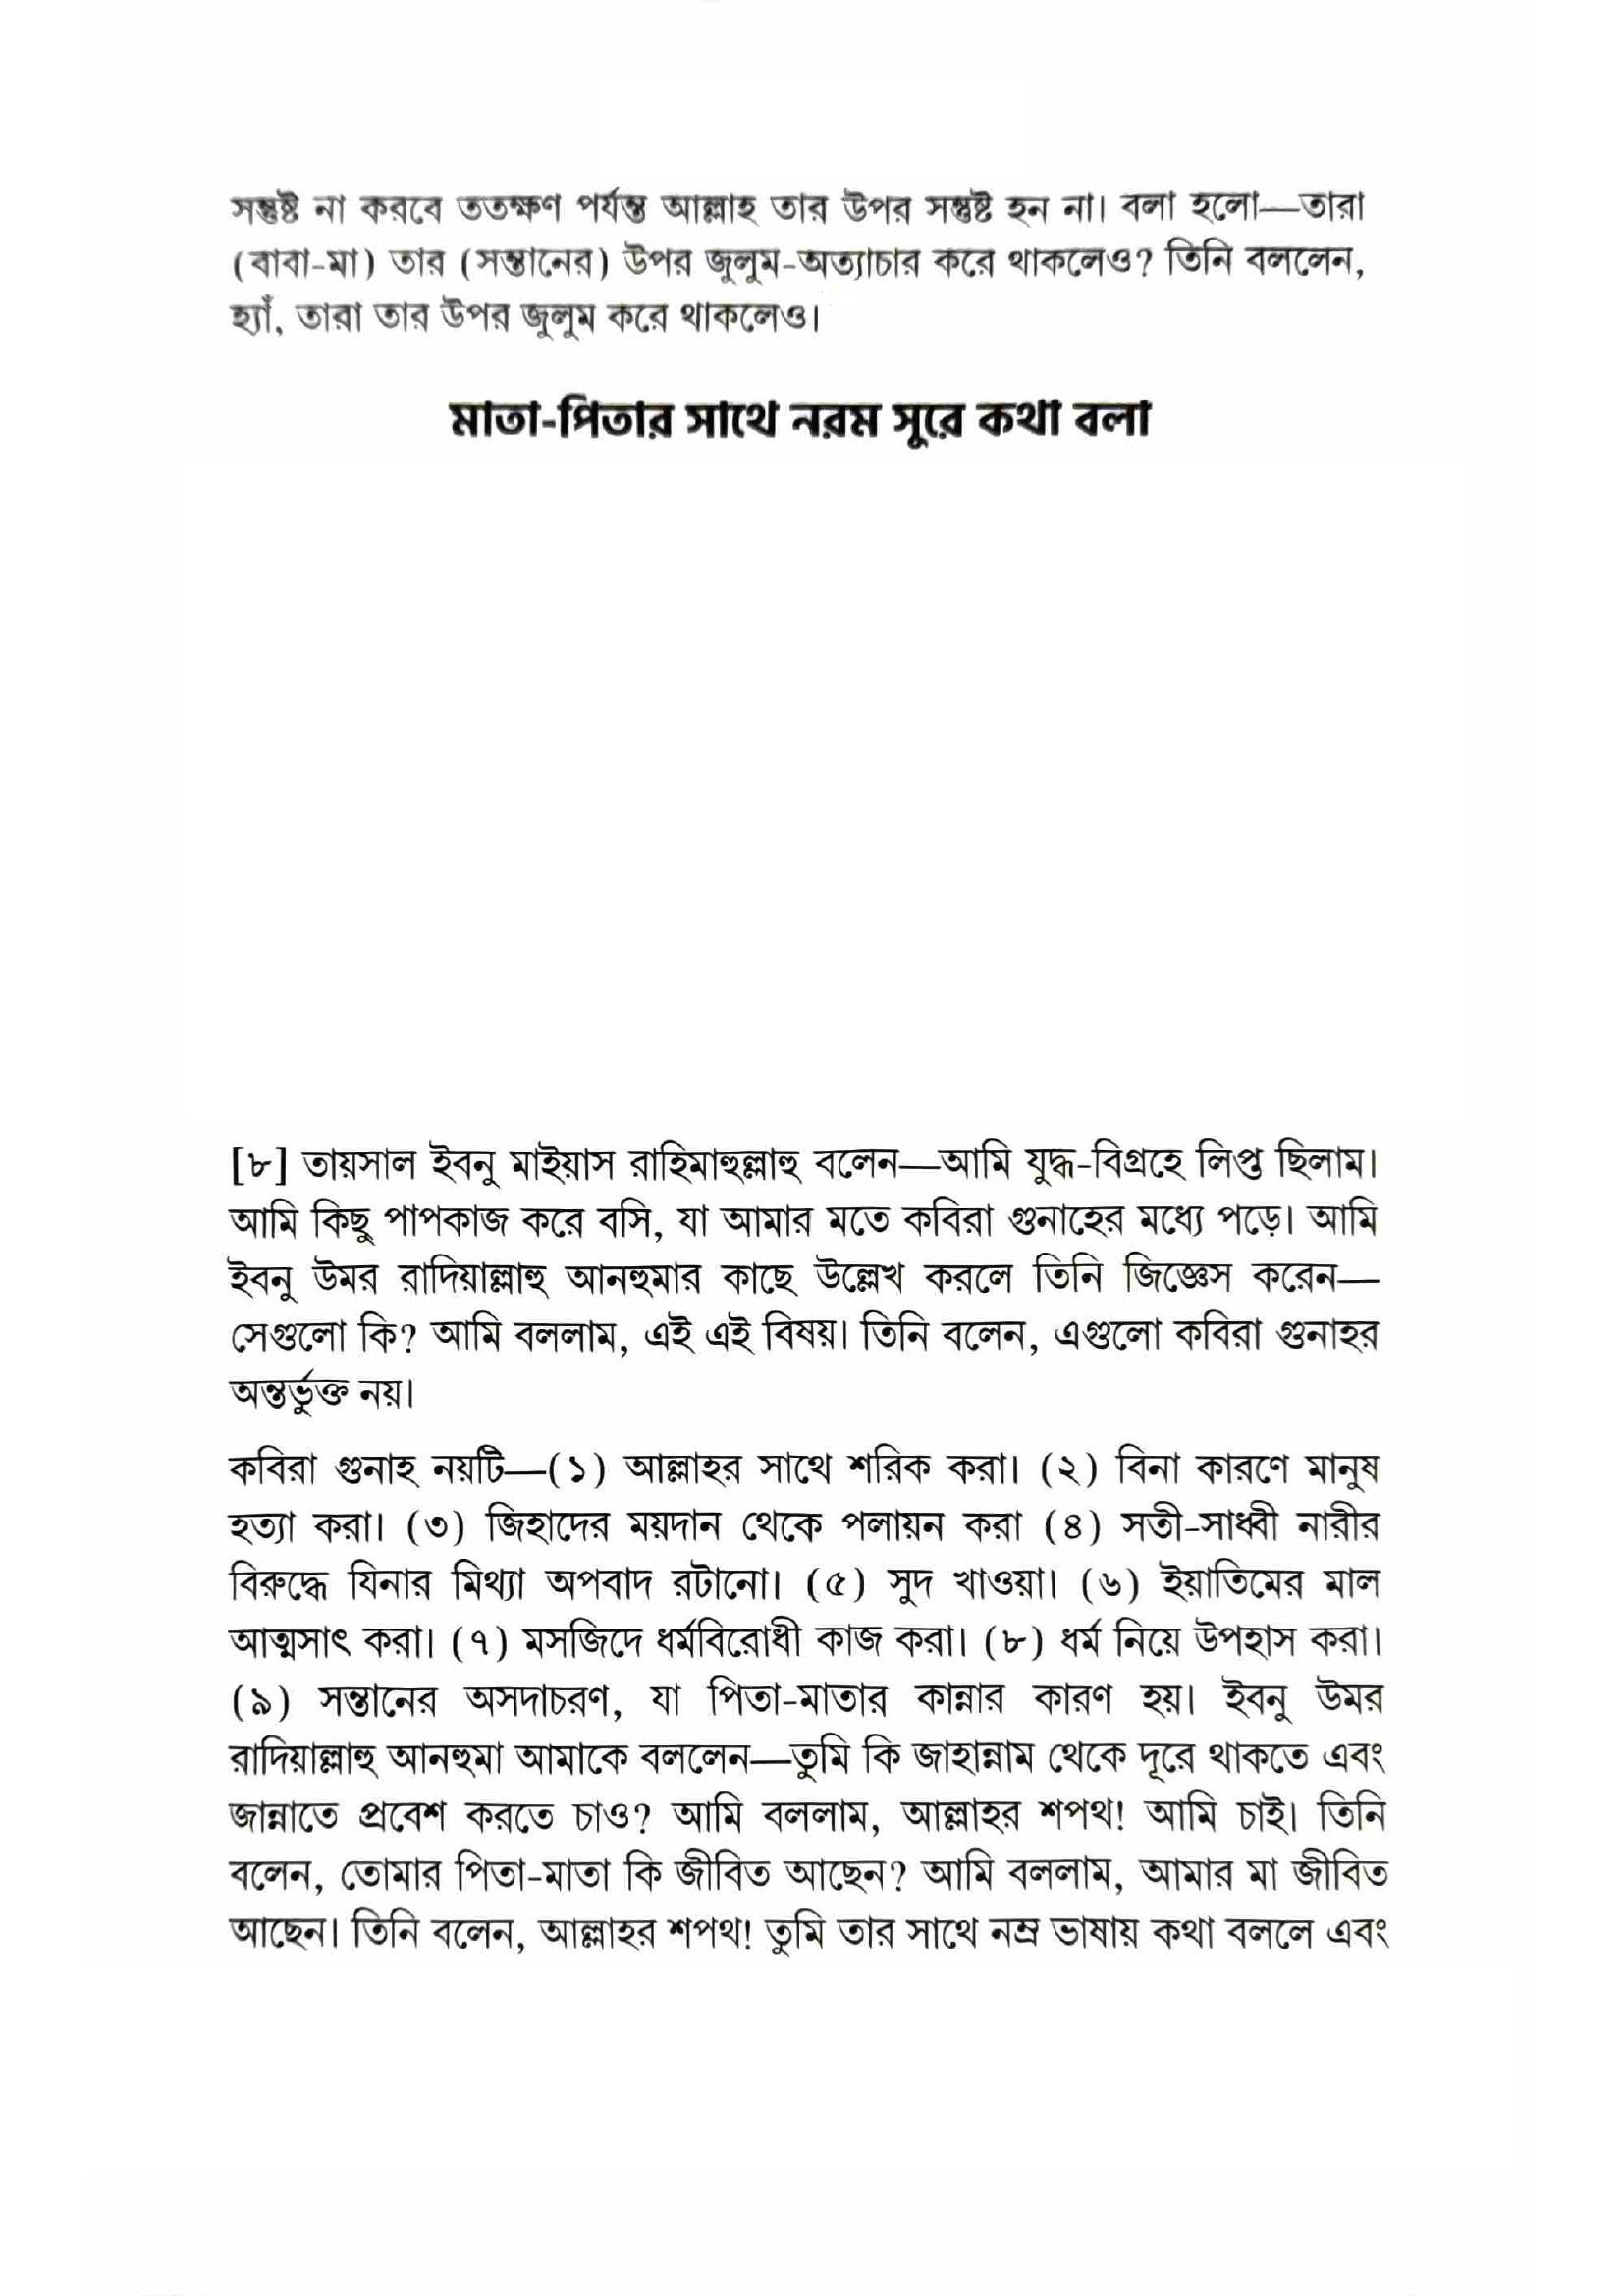 সন্তুষ্ট না করবে ততক্ষণ পর্যন্ত আল্লাহ তার উপর সন্তুষ্ট হন না। বলা হলো—তারা
(বাবা-মা) তার (সন্তানের) উপর জুলুম-অত্যাচার করে থাকলেও? তিনি বললেন,
হ্যাঁ, তারা তার উপর জুলুম করে থাকলেও।
মাতা-পিতার সাথে নরম সুরে কথা বলা
[৮] তায়সাল ইবনু মাইয়াস রাহিমাহুল্লাহু বলেন—আমি যুদ্ধ-বিগ্রহে লিপ্ত ছিলাম।
আমি কিছু পাপকাজ করে বসি, যা আমার মতে কবিরা গুনাহের মধ্যে পড়ে। আমি
ইবনু উমর রাদিয়াল্লাহু আনহুমার কাছে উল্লেখ করলে তিনি জিজ্ঞেস করেন—
সেগুলো কি? আমি বললাম, এই এই বিষয়। তিনি বলেন, এগুলো কবিরা গুনাহর
অন্তর্ভুক্ত নয়।
কবিরা গুনাহ নয়টি—(১) আল্লাহর সাথে শরিক করা। (২) বিনা কারণে মানুষ
হত্যা করা। (৩) জিহাদের ময়দান থেকে পলায়ন করা (৪) সতী-সাধ্বী নারীর
বিরুদ্ধে যিনার মিথ্যা অপবাদ রটানো। (৫) সুদ খাওয়া। (৬) ইয়াতিমের মাল
আত্মসাৎ করা। (৭) মসজিদে ধর্মবিরোধী কাজ করা। (৮) ধর্ম নিয়ে উপহাস করা।
(৯) সন্তানের অসদাচরণ, যা পিতা-মাতার কান্নার কারণ হয়। ইবনু উমর
রাদিয়াল্লাহু আনহুমা আমাকে বললেন—তুমি কি জাহান্নাম থেকে দূরে থাকতে এবং
জান্নাতে প্রবেশ করতে চাও? আমি বললাম, আল্লাহর শপথ! আমি চাই। তিনি
বলেন, তোমার পিতা-মাতা কি জীবিত আছেন? আমি বললাম, আমার মা জীবিত
আছেন। তিনি বলেন, আল্লাহর শপথ! তুমি তার সাথে নম্র ভাষায় কথা বললে এবং